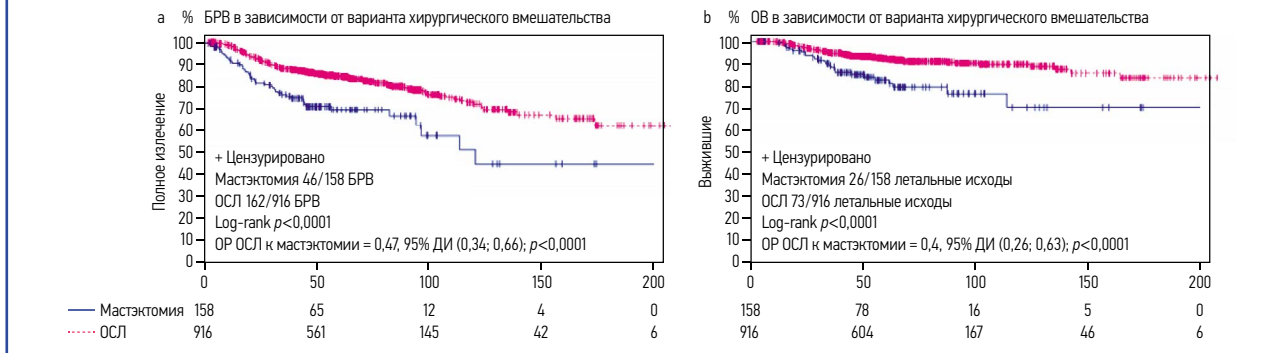 a % БРВ в зависимости от варианта хирургического вмешательства
100
90
80
70
60
50
40
30
20
10
0
Полное излечение
+ Цензурировано
Мастэктомия 46/158 БРВ
ОСЛ 162/916 БРВ
Log-rank p<0,0001
ОР ОСЛ к мастэктомии = 0,47, 95% ДИ (0,34; 0,66); p<0,0001
0 50 100 150 200
Мастэктомия 158 65 12 4 0
ОСЛ 916 561 145 42 6
b % ОВ в зависимости от варианта хирургического вмешательства
100
90
80
70
60
50
40
30
20
10
0
Выжившие
+ Цензурировано
Мастэктомия 26/158 летальные исходы
ОСЛ 73/916 летальные исходы
Log-rank p<0,0001
ОР ОСЛ к мастэктомии = 0,4, 95% ДИ (0,26; 0,63); p<0,0001
0 50 100 150 200
158 78 16 5 0
916 604 167 46 6